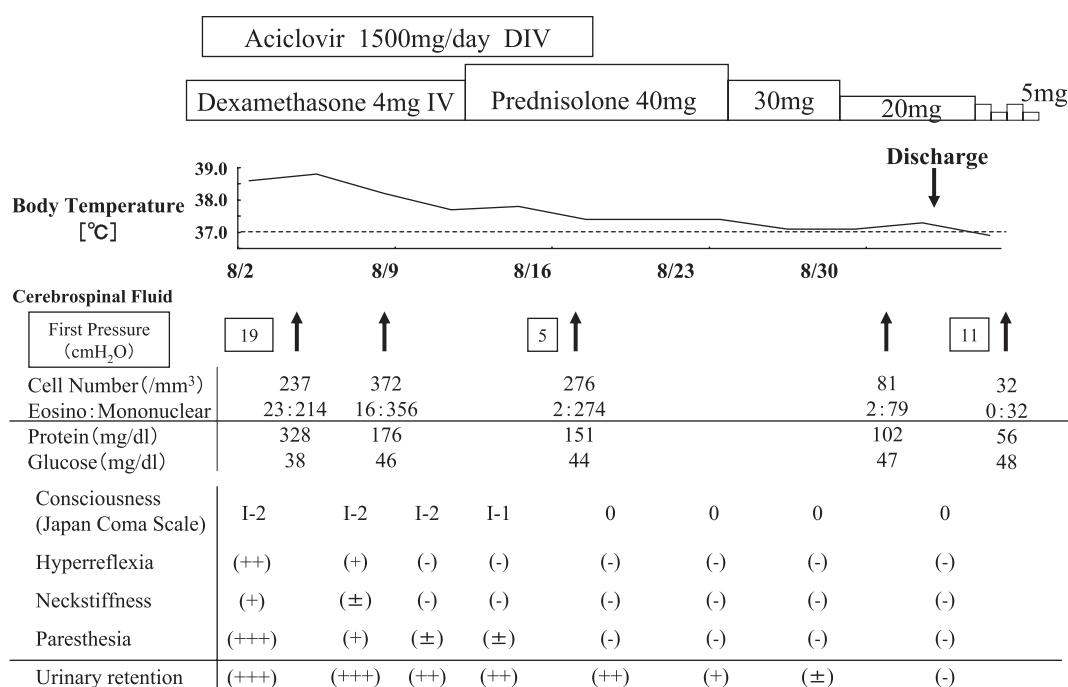 Aciclovir 1500mg/day DIV
Dexamethasone 4mg IV Prednisolone 40mg 30mg 20mg 5mg
Discharge
39.0
38.0
37.0
Body Temperature
[℃]
8/2 8/9 8/16 8/23 8/30
Cerebrospinal Fluid
First Pressure
(cmH₂O)
19 5 11
Cell Number(/mm³) 237 372 276 81 32
Eosino:Mononuclear 23:214 16:356 2:274 2:79 0:32
Protein(mg/dl) 328 176 151 102 56
Glucose(mg/dl) 38 46 44 47 48
Consciousness
(Japan Coma Scale) I-2 I-2 I-2 I-1 0 0 0 0
Hyperreflexia (++) (+) (-) (-) (-) (-) (-) (-)
Neckstiffness (+) (±) (-) (-) (-) (-) (-) (-)
Paresthesia (+++) (+) (±) (±) (-) (-) (-) (-)
Urinary retention (+++) (+++) (++) (++) (++) (+) (±) (-)